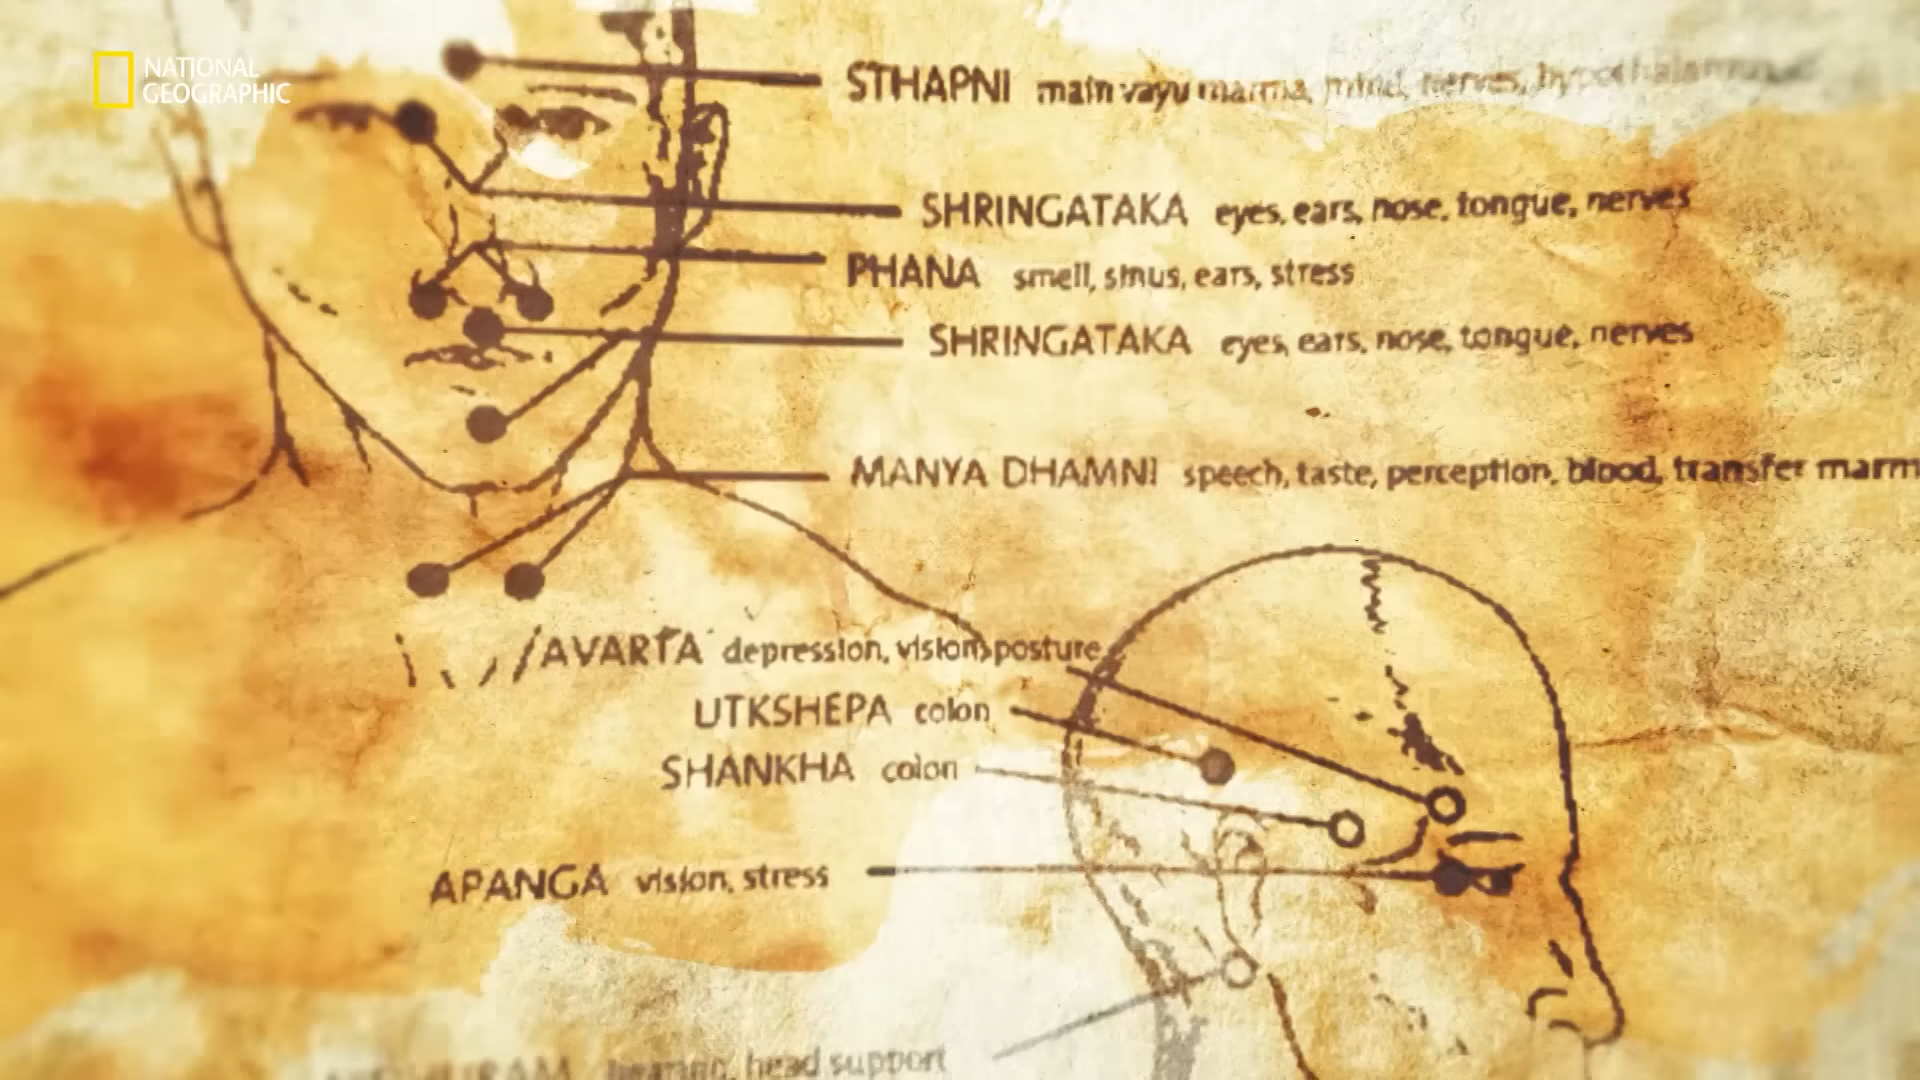 NATIONAL
GEOGRAPHIC
STHAPNI main vayu marma, mind, nerves, hypothalamus
SHRINGATAKA eyes, ears, nose, tongue, nerves
PHANA smell, sinus, ears, stress
SHRINGATAKA eyes, ears, nose, tongue, nerves
MANYA DHAMNI speech, taste, perception, blood, transfer marm
AVARTA depression, vision, posture
UTKSHEPA colon
SHANKHA colon
APANGA vision, stress
head support